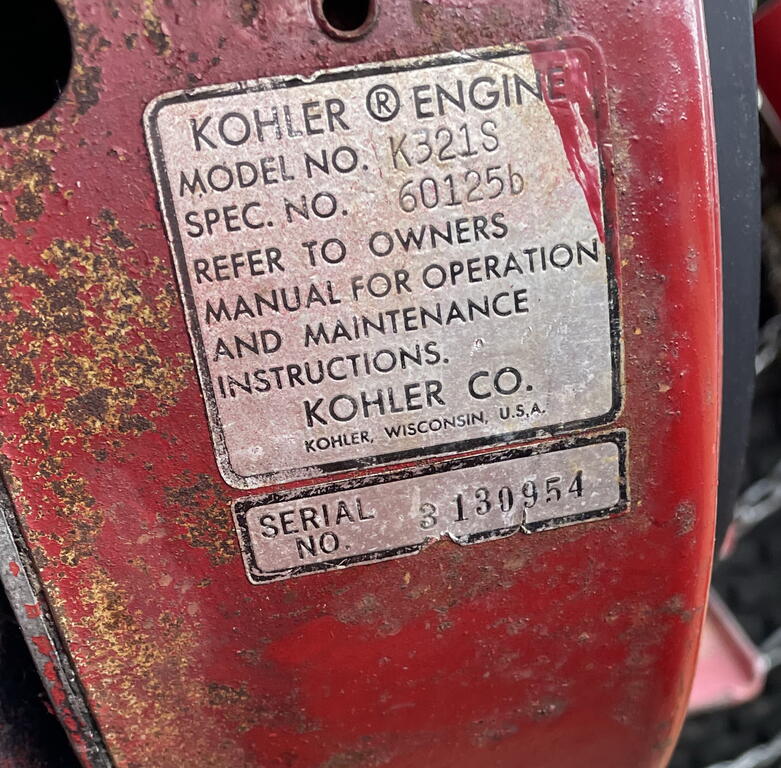 KOHLER ® ENGINE
MODEL NO. K321S
SPEC. NO. 60125b
REFER TO OWNERS
MANUAL FOR OPERATION
AND MAINTENANCE
INSTRUCTIONS.
KOHLER CO.
KOHLER, WISCONSIN, U.S.A.
SERIAL NO. 3130954